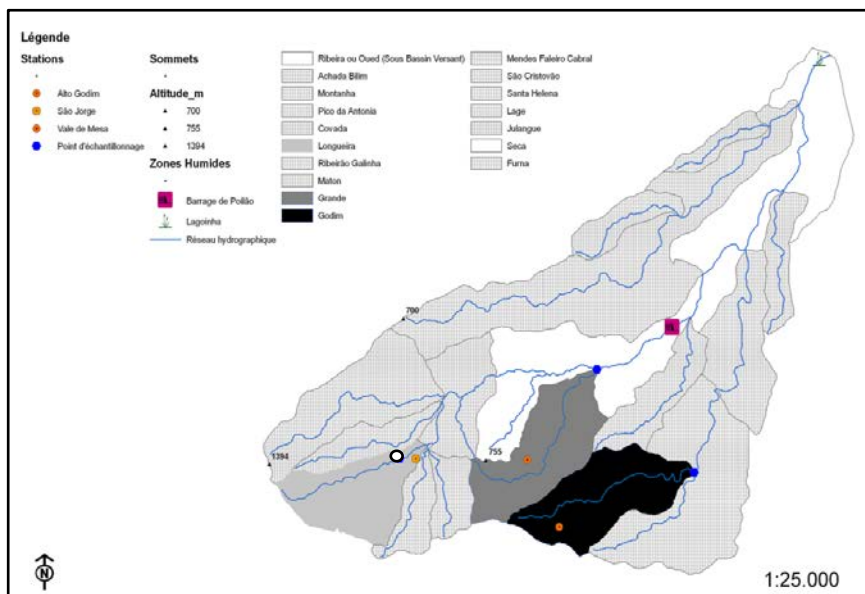 Légende
Stations
Alto Godim
São Jorge
Vale de Mesa
Point d'échantillonnage
Sommets
Altitude_m
700
755
1394
Zones Humides
Barrage de Poilão
Lagoinha
Réseau hydrographique
Ribeira ou Oued (Sous Bassin Versant)
Achada Bilim
Montanha
Pico da Antonia
Covada
Longueira
Ribeirão Galinha
Maton
Grande
Godim
Mendes Faleiro Cabral
São Cristovão
Santa Helena
Lage
Julangue
Seca
Furna
700
1394
755
N
1:25.000